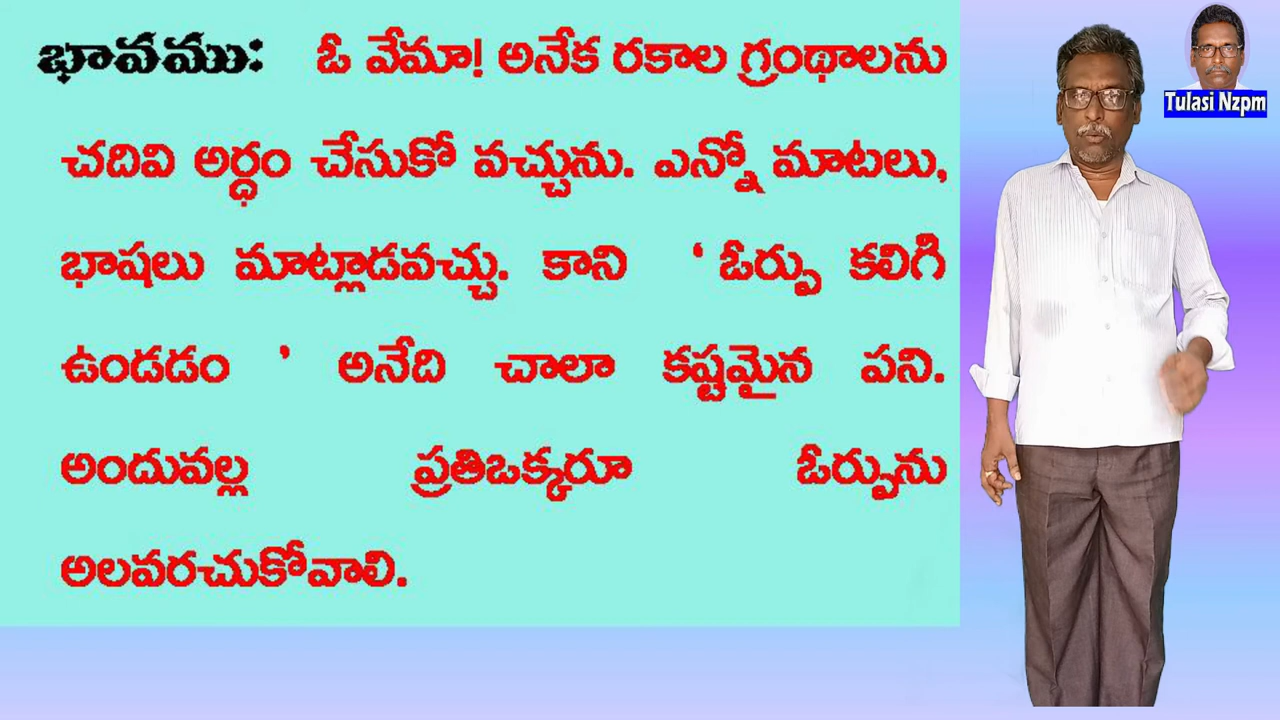 భావము: ఓ వేమా! అనేక రకాల గ్రంథాలను
చదివి అర్ధం చేసుకో వచ్చును. ఎన్నో మాటలు,
భాషలు మాట్లాడవచ్చు. కాని ‘ ఓర్పు కలిగి
ఉండడం ’ అనేది చాలా కష్టమైన పని.
అందువల్ల ప్రతిఒక్కరూ ఓర్పును
అలవరచుకోవాలి.
Tulasi Nzpm